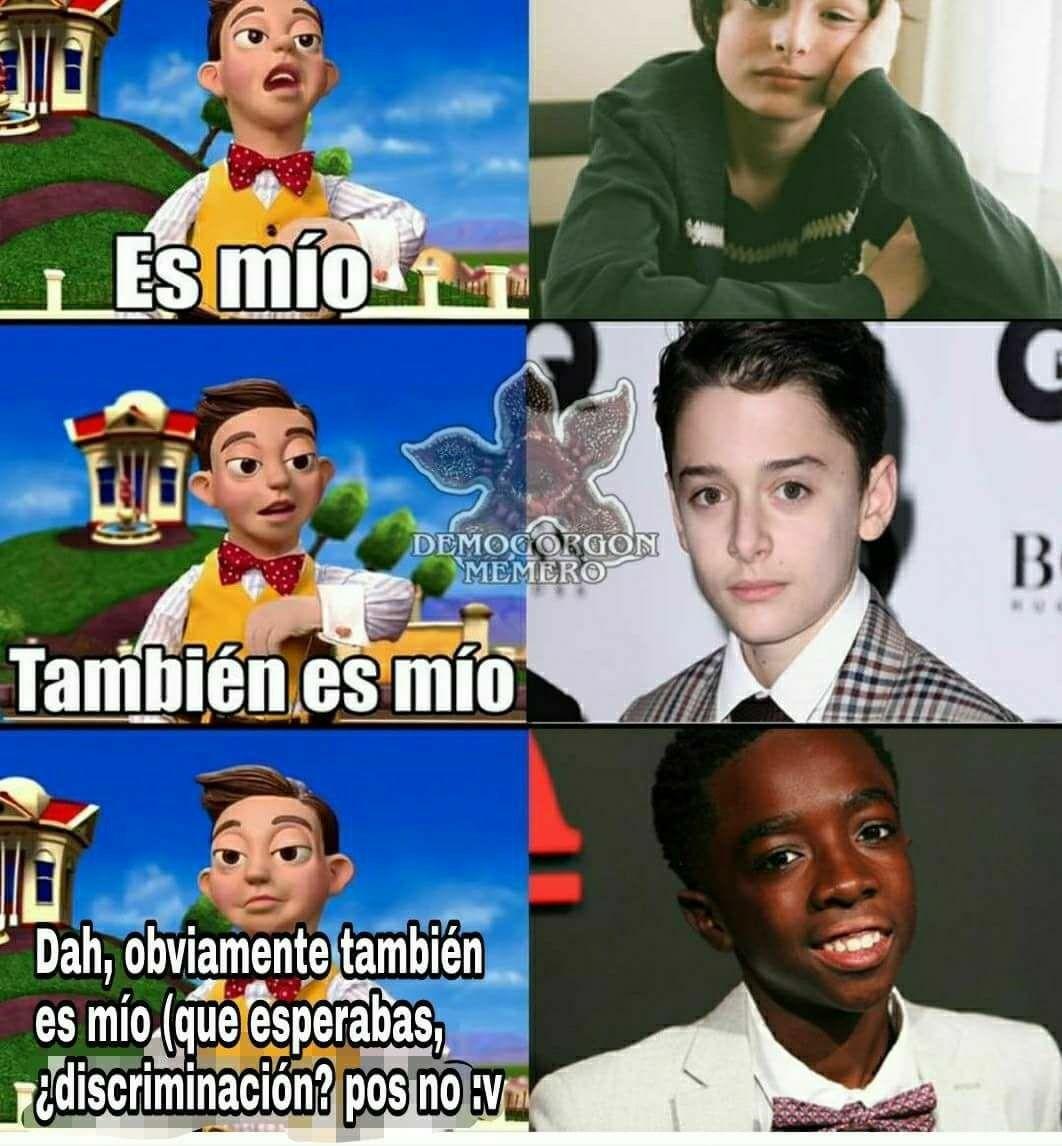 Es mío
DEMOGORGON
MEMERO
También es mío
Dah, obviamente también
es mío (que esperabas,
¿discriminación? pos no :v